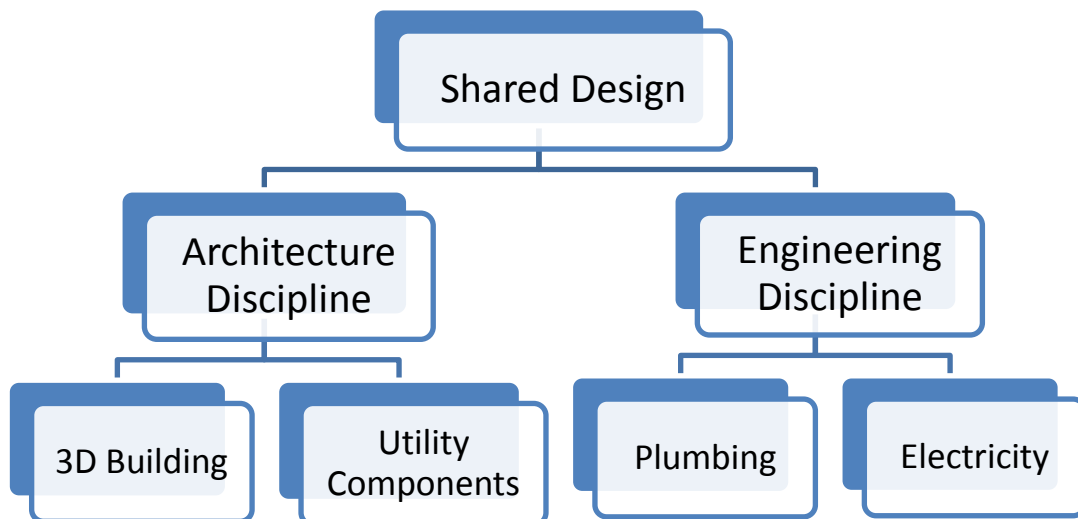 Shared Design
Architecture
Discipline
Engineering
Discipline
3D Building
Utility
Components
Plumbing
Electricity